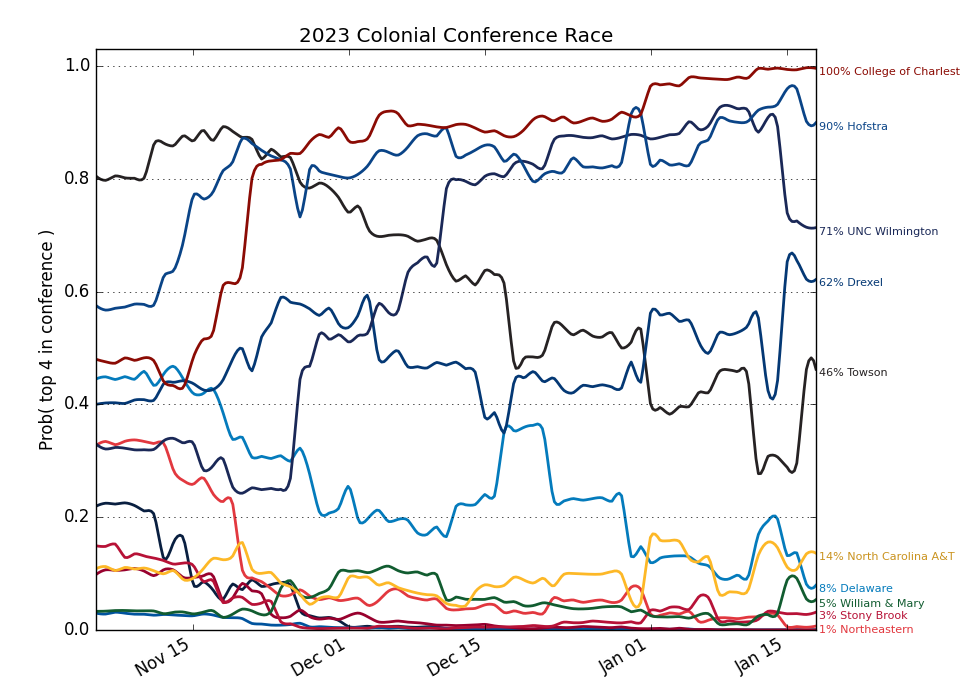 2023 Colonial Conference Race
Prob( top 4 in conference )
1.0
0.8
0.6
0.4
0.2
0.0
Nov 15
Dec 01
Dec 15
Jan 01
Jan 15
100% College of Charlest
90% Hofstra
71% UNC Wilmington
62% Drexel
46% Towson
14% North Carolina A&T
8% Delaware
5% William & Mary
3% Stony Brook
1% Northeastern